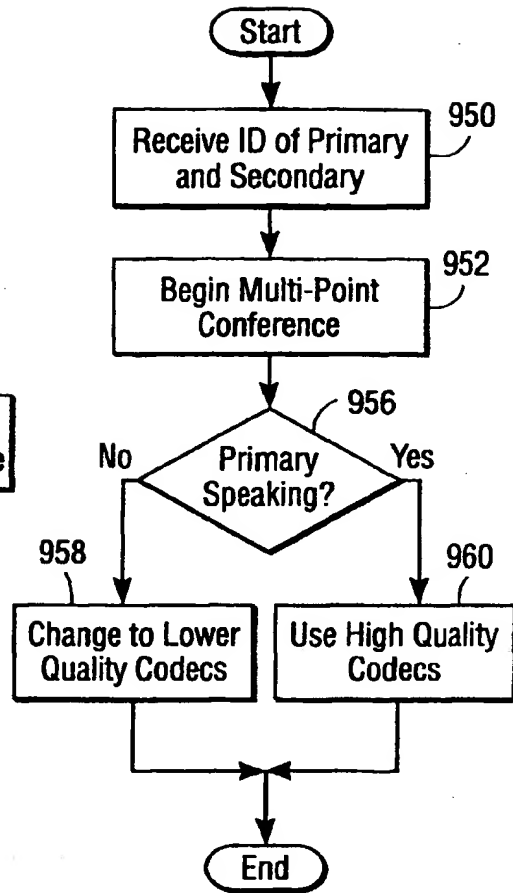 Start
950
Receive ID of Primary
and Secondary
952
Begin Multi-Point
Conference
956
No
Primary
Speaking?
Yes
958
Change to Lower
Quality Codecs
960
Use High Quality
Codecs
End